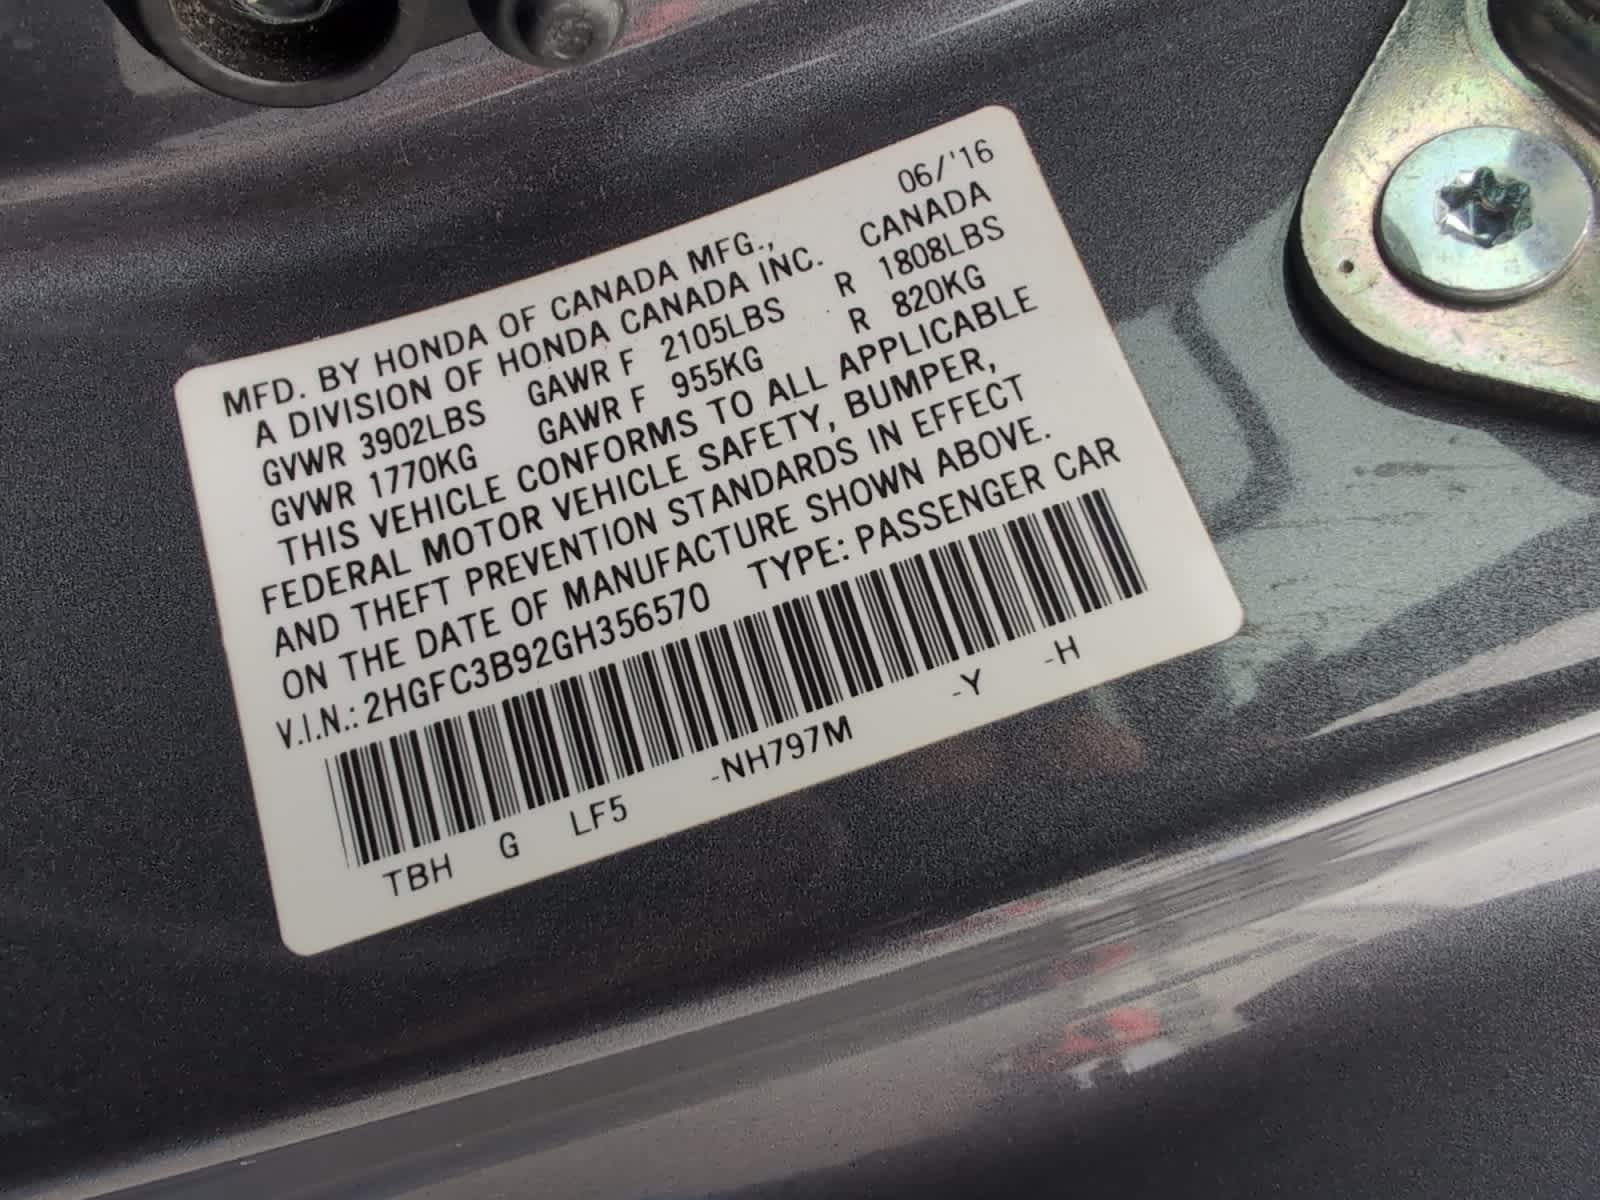 06/'16
MFD. BY HONDA OF CANADA MFG.,
A DIVISION OF HONDA CANADA INC. CANADA
GVWR 3902LBS GAWR F 2105LBS R 1808LBS
GVWR 1770KG GAWR F 955KG R 820KG
THIS VEHICLE CONFORMS TO ALL APPLICABLE
FEDERAL MOTOR VEHICLE SAFETY, BUMPER,
AND THEFT PREVENTION STANDARDS IN EFFECT
ON THE DATE OF MANUFACTURE SHOWN ABOVE.
V.I.N.: 2HGFC3B92GH356570 TYPE: PASSENGER CAR
TBH G LF5 -NH797M -Y -H